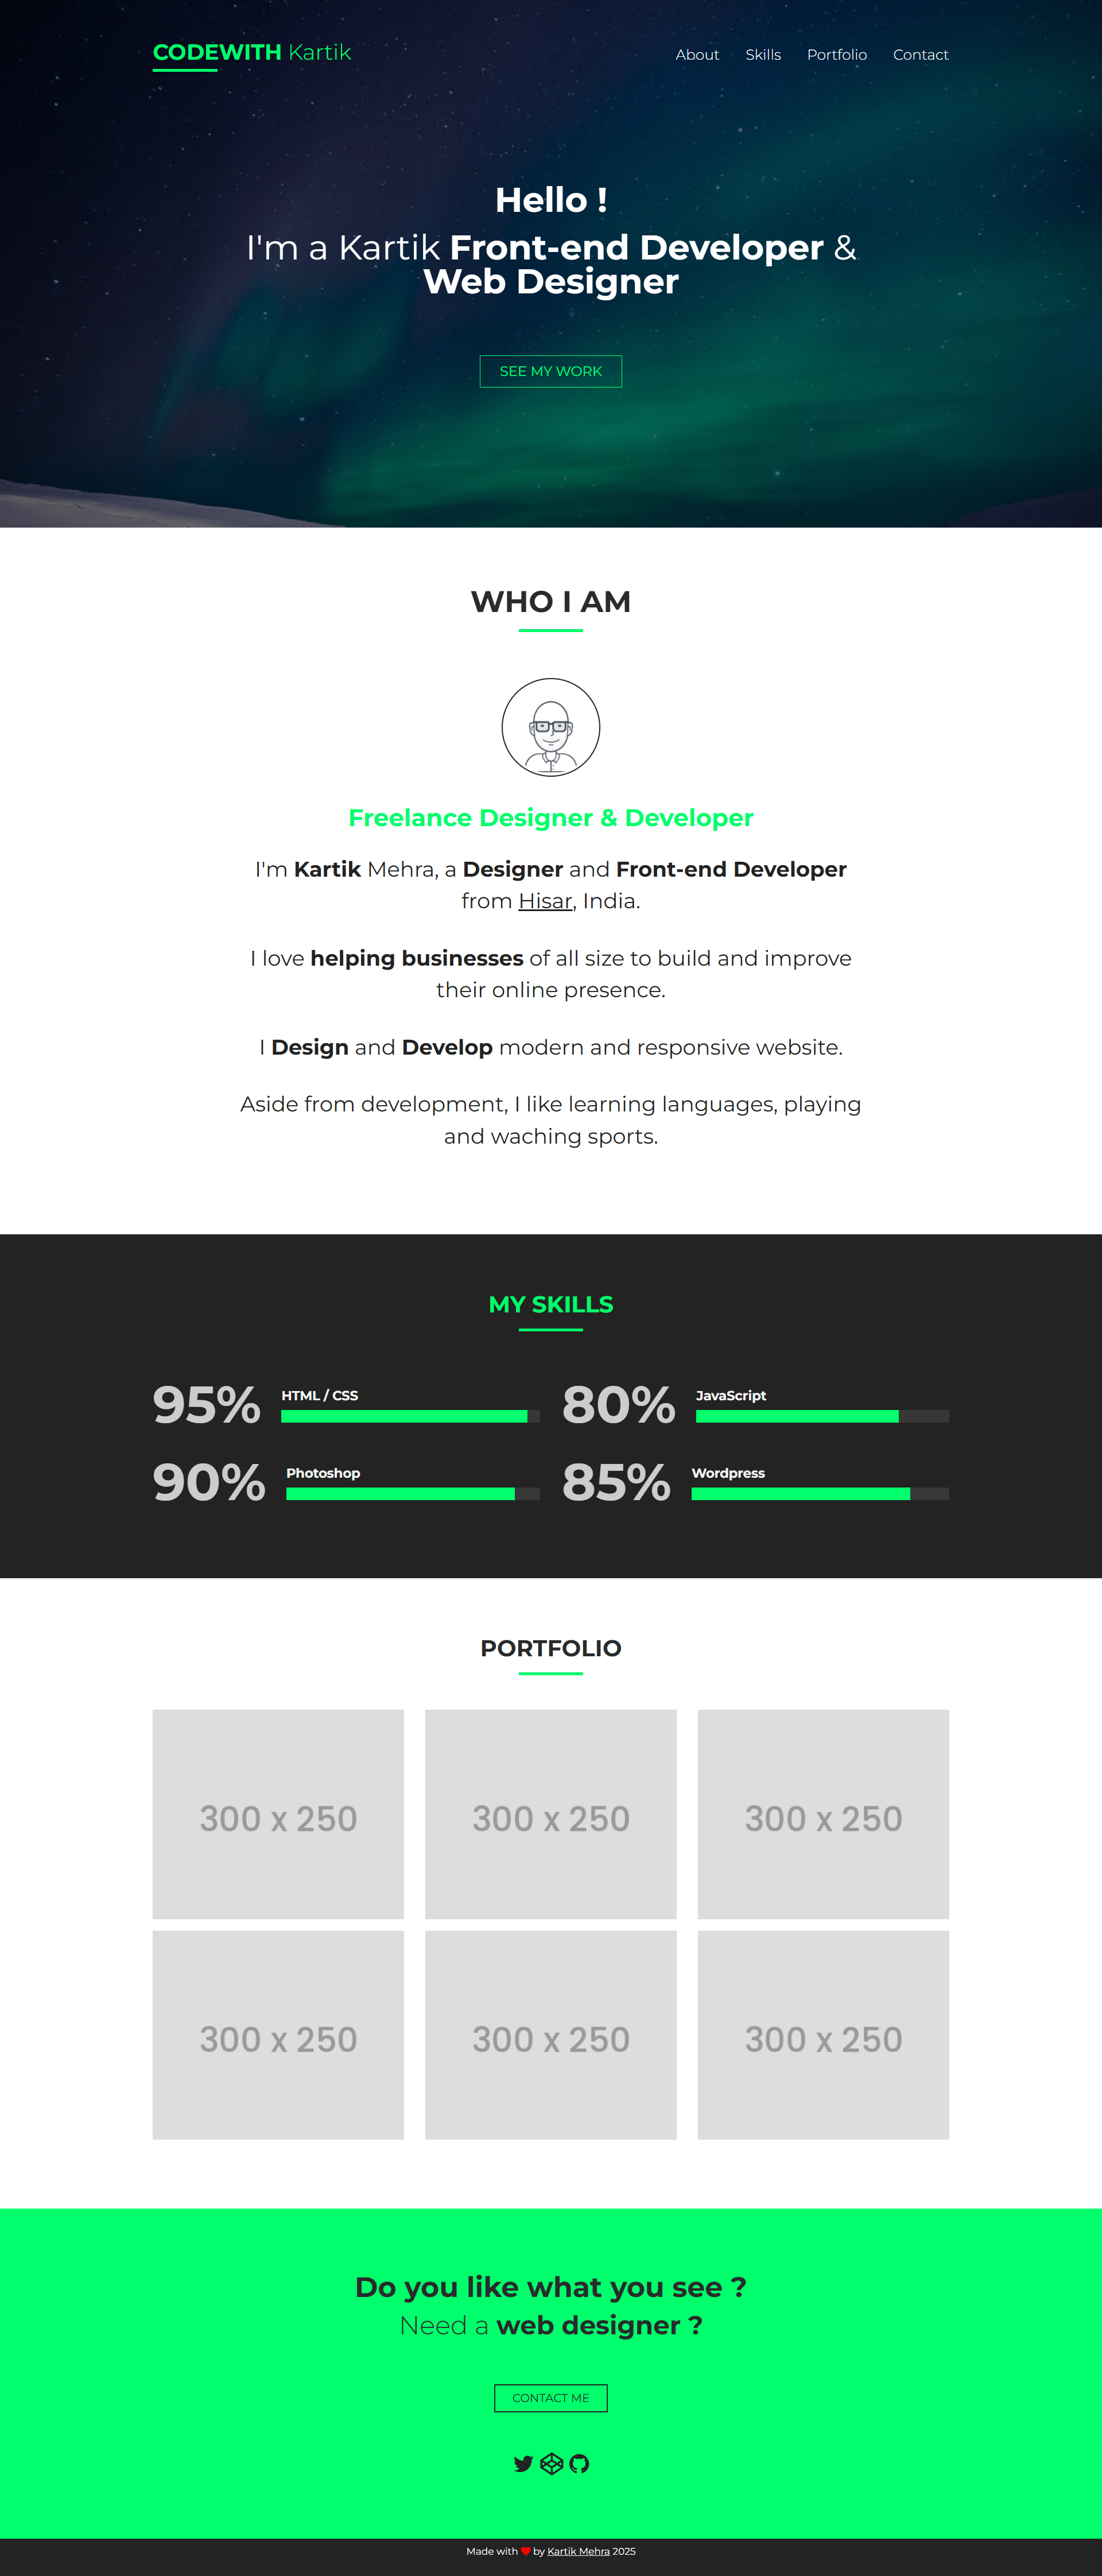 CODEWITH Kartik
About Skills Portfolio Contact
Hello !
I'm a Kartik Front-end Developer &
Web Designer
SEE MY WORK
WHO I AM
Freelance Designer & Developer
I'm Kartik Mehra, a Designer and Front-end Developer
from Hisar, India.
I love helping businesses of all size to build and improve
their online presence.
I Design and Develop modern and responsive website.
Aside from development, I like learning languages, playing
and waching sports.
MY SKILLS
95% HTML / CSS
80% JavaScript
90% Photoshop
85% Wordpress
PORTFOLIO
300 x 250
300 x 250
300 x 250
300 x 250
300 x 250
300 x 250
Do you like what you see ?
Need a web designer ?
CONTACT ME
Made with ❤ by Kartik Mehra 2025